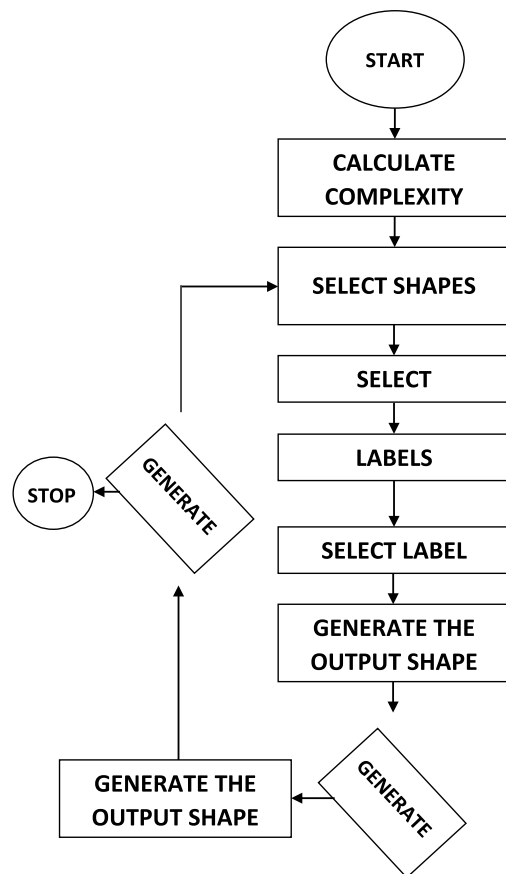 START
CALCULATE
COMPLEXITY
SELECT SHAPES
SELECT
LABELS
SELECT LABEL
GENERATE THE
OUTPUT SHAPE
GENERATE
GENERATE THE
OUTPUT SHAPE
GENERATE
STOP